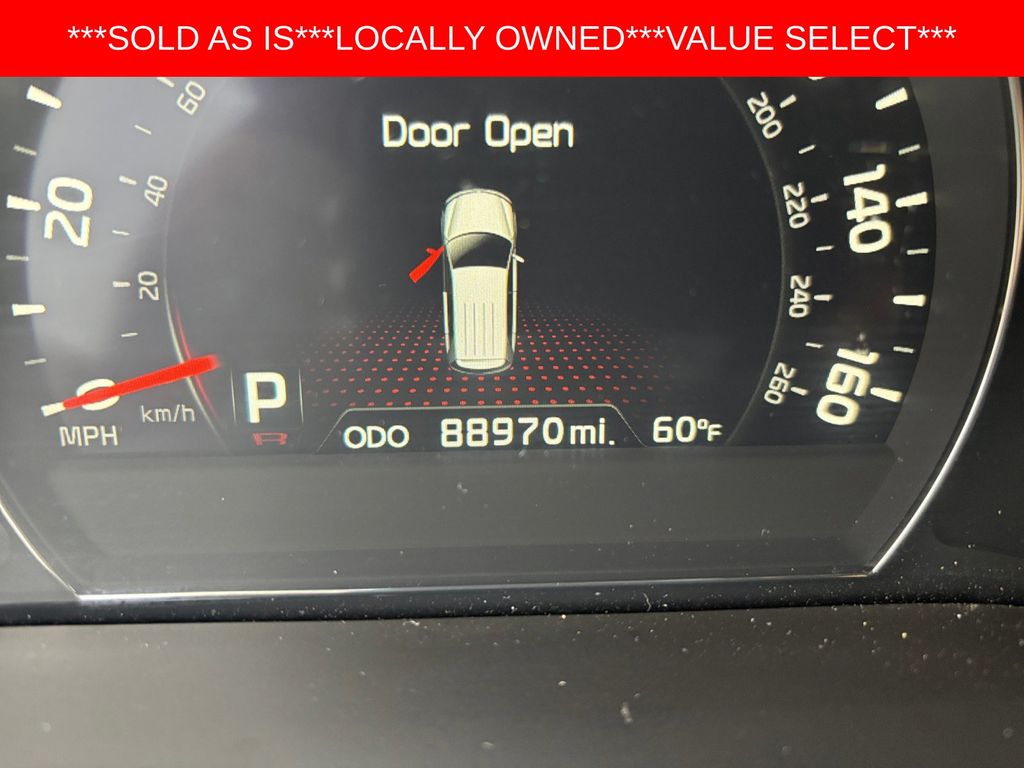 ***SOLD AS IS***LOCALLY OWNED***VALUE SELECT***
Door Open
60
200
20
40
220
140
20
240
260
160
0
km/h
MPH
P
ODO 88970 mi. 60°F